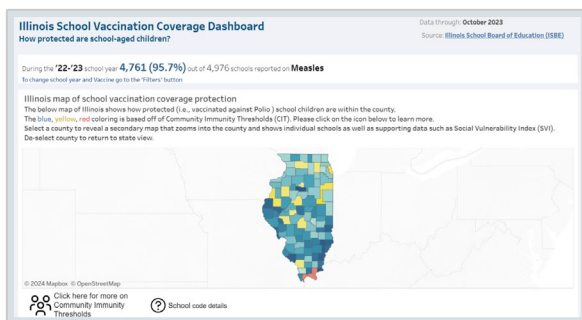 Illinois School Vaccination Coverage Dashboard
How protected are school-aged children?
Data through: October 2023
Source: Illinois School Board of Education (ISBE)
During the '22-'23 school year 4,761 (95.7%) out of 4,976 schools reported on Measles
To change school year and Vaccine go to the 'Filters' button
Illinois map of school vaccination coverage protection
The below map of Illinois shows how protected (i.e., vaccinated against Polio ) school children are within the county.
The blue, yellow, red coloring is based off of Community Immunity Thresholds (CIT). Please click on the icon below to learn more.
Select a county to reveal a secondary map that zooms into the county and shows individual schools as well as supporting data such as Social Vulnerability Index (SVI).
De-select county to return to state view.
© 2024 Mapbox © OpenStreetMap
Click here for more on
Community Immunity
Thresholds
? School code details